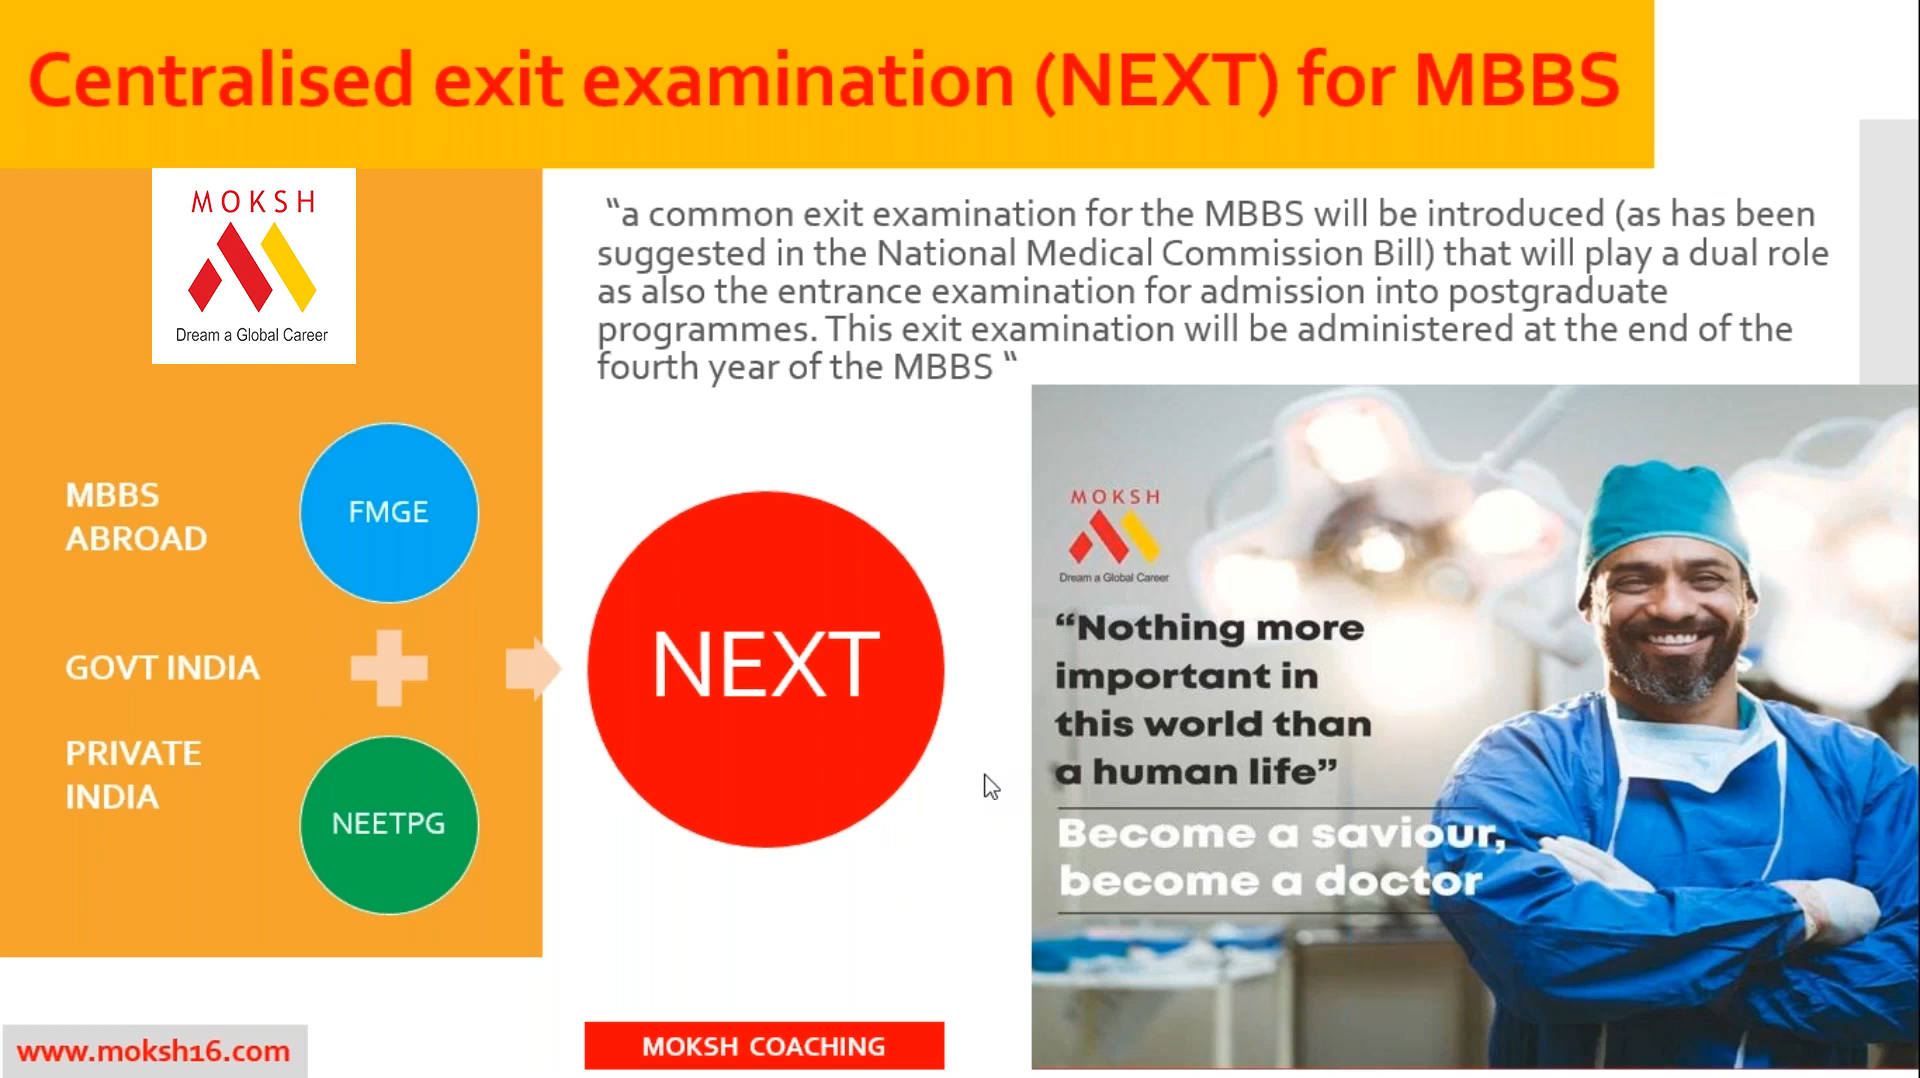 Centralised exit examination (NEXT) for MBBS
MOKSH
Dream a Global Career
“a common exit examination for the MBBS will be introduced (as has been
suggested in the National Medical Commission Bill) that will play a dual role
as also the entrance examination for admission into postgraduate
programmes. This exit examination will be administered at the end of the
fourth year of the MBBS “
MBBS
ABROAD
FMGE
GOVT INDIA
PRIVATE
INDIA
NEETPG
NEXT
MOKSH
Dream a Global Career
“Nothing more
important in
this world than
a human life”
Become a saviour,
become a doctor
www.moksh16.com
MOKSH COACHING